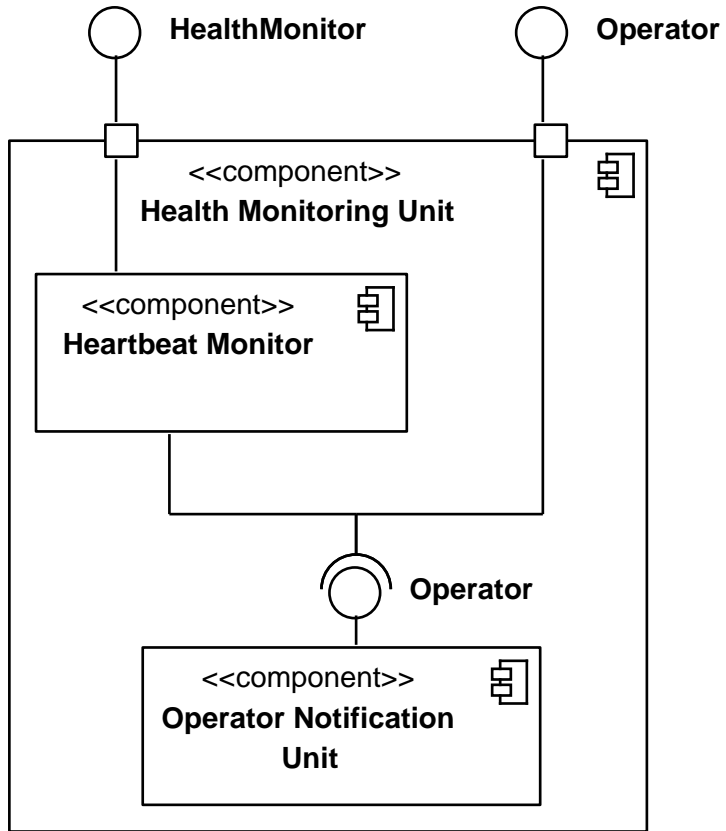 HealthMonitor
Operator
<<component>>
Health Monitoring Unit
<<component>>
Heartbeat Monitor
Operator
<<component>>
Operator Notification
Unit